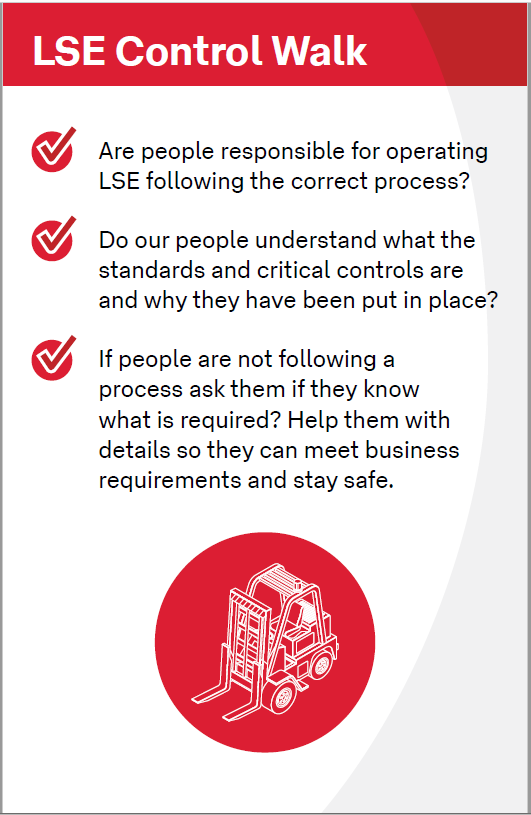 LSE Control Walk
Are people responsible for operating
LSE following the correct process?
Do our people understand what the
standards and critical controls are
and why they have been put in place?
If people are not following a
process ask them if they know
what is required? Help them with
details so they can meet business
requirements and stay safe.